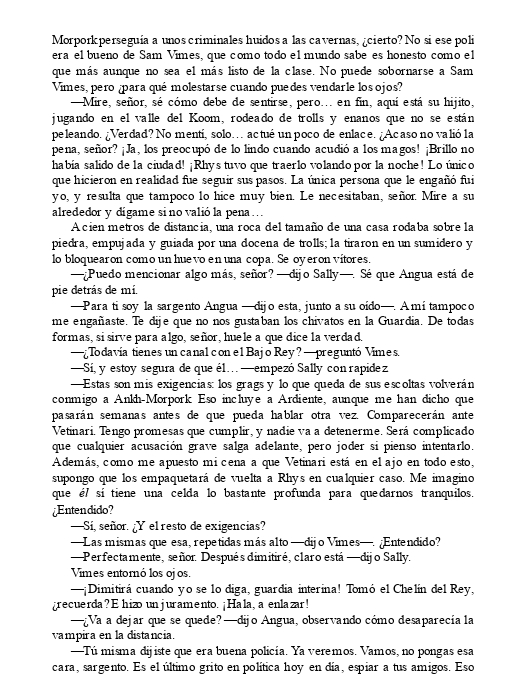 Morpork perseguía a unos criminales huidos a las cavernas, ¿cierto? No si ese poli
era el bueno de Sam Vimes, que como todo el mundo sabe es honesto como el
que más aunque no sea el más listo de la clase. No puede sobornarse a Sam
Vimes, pero ¿para qué molestarse cuando puedes vendarle los ojos?
—Mire, señor, sé cómo debe de sentirse, pero… en fin, aquí está su hijito,
jugando en el valle del Koom, rodeado de trolls y enanos que no se están
peleando. ¿Verdad? No mentí, solo… actué un poco de enlace. ¿Acaso no valió la
pena, señor? ¡Ja, los preocupó de lo lindo cuando acudió a los magos! ¡Brillo no
había salido de la ciudad! ¡Rhys tuvo que traerlo volando por la noche! Lo único
que hicieron en realidad fue seguir sus pasos. La única persona que le engañó fui
yo, y resulta que tampoco lo hice muy bien. Le necesitaban, señor. Mire a su
alrededor y dígame si no valió la pena…
A cien metros de distancia, una roca del tamaño de una casa rodaba sobre la
piedra, empujada y guiada por una docena de trolls; la tiraron en un sumidero y
lo bloquearon como un huevo en una copa. Se oyeron vítores.
—¿Puedo mencionar algo más, señor? —dijo Sally—. Sé que Angua está de
pie detrás de mí.
—Para ti soy la sargento Angua —dijo esta, junto a su oído—. A mí tampoco
me engañaste. Te dije que no nos gustaban los chivatos en la Guardia. De todas
formas, si sirve para algo, señor, huele a que dice la verdad.
—¿Todavía tienes un canal con el Bajo Rey? —preguntó Vimes.
—Sí, y estoy segura de que él… —empezó Sally con rapidez.
—Estas son mis exigencias: los grags y lo que queda de sus escoltas volverán
conmigo a Ankh-Morpork. Eso incluye a Ardiente, aunque me han dicho que
pasarán semanas antes de que pueda hablar otra vez. Comparecerán ante
Vetinari. Tengo promesas que cumplir, y nadie va a detenerme. Será complicado
que cualquier acusación grave salga adelante, pero joder si pienso intentarlo.
Además, como me apuesto mi cena a que Vetinari está en el ajo en todo esto,
supongo que los empaquetará de vuelta a Rhys en cualquier caso. Me imagino
que él sí tiene una celda lo bastante profunda para quedarnos tranquilos.
¿Entendido?
—Sí, señor. ¿Y el resto de exigencias?
—Las mismas que esa, repetidas más alto —dijo Vimes—. ¿Entendido?
—Perfectamente, señor. Después dimitiré, claro está —dijo Sally.
Vimes entornó los ojos.
—¡Dimitirá cuando yo se lo diga, guardia interina! Tomó el Chelín del Rey,
¿recuerda? E hizo un juramento. ¡Hala, a enlazar!
—¿Va a dejar que se quede? —dijo Angua, observando cómo desaparecía la
vampira en la distancia.
—Tú misma dijiste que era buena policía. Ya veremos. Vamos, no pongas esa
cara, sargento. Es el último grito en política hoy en día, espiar a tus amigos. Eso